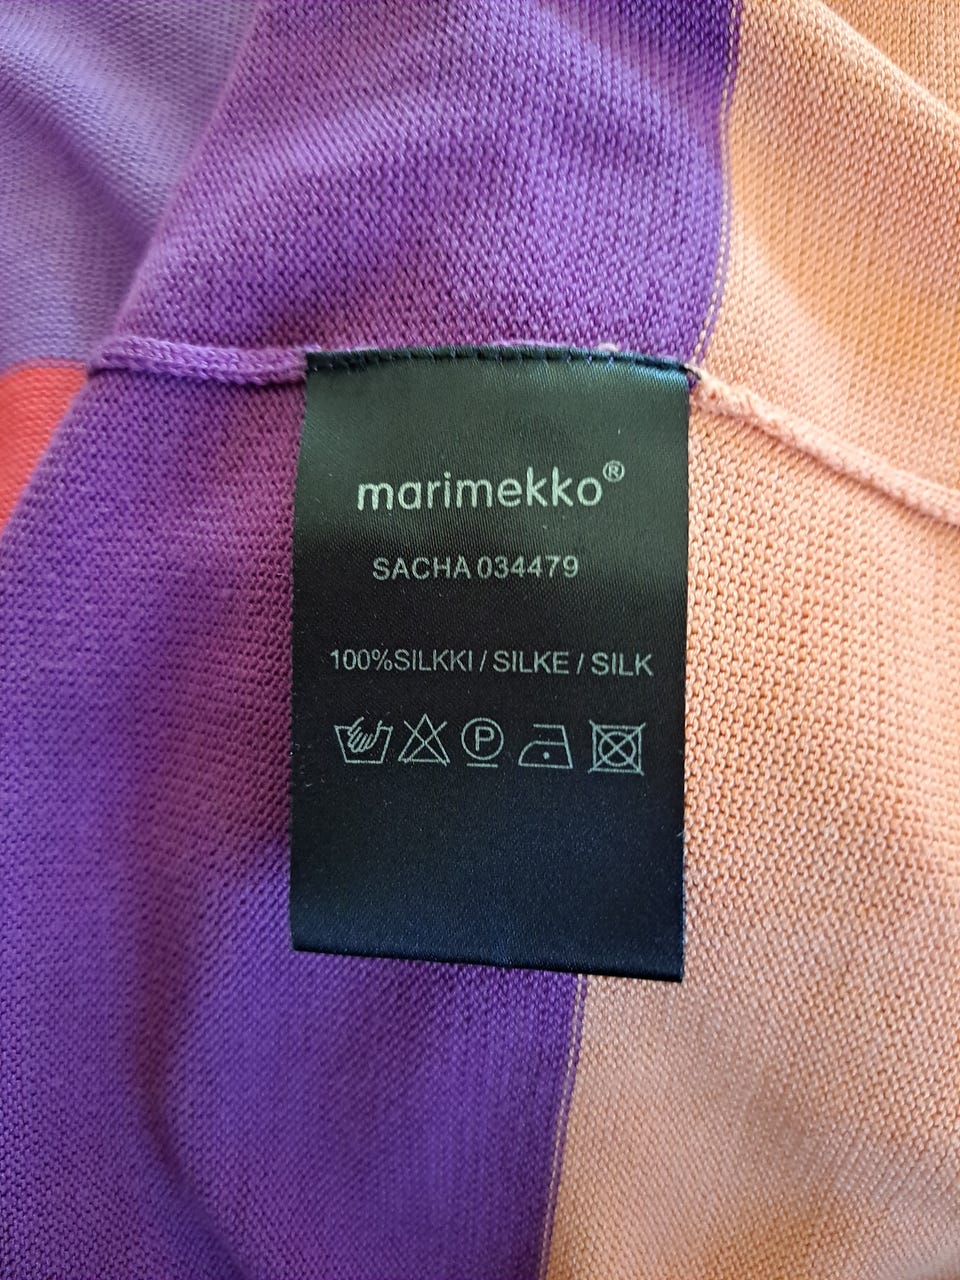 marimekko®
SACHA 034479
100%SILKKI / SILKE / SILK
P